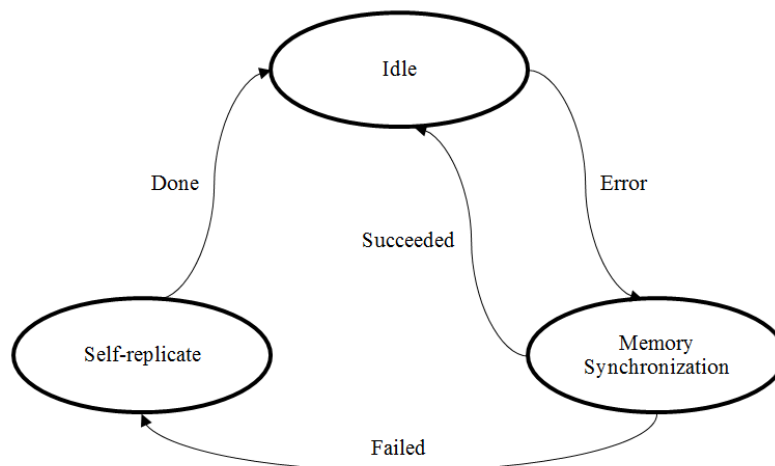 Idle
Done
Error
Succeeded
Self-replicate
Memory
Synchronization
Failed